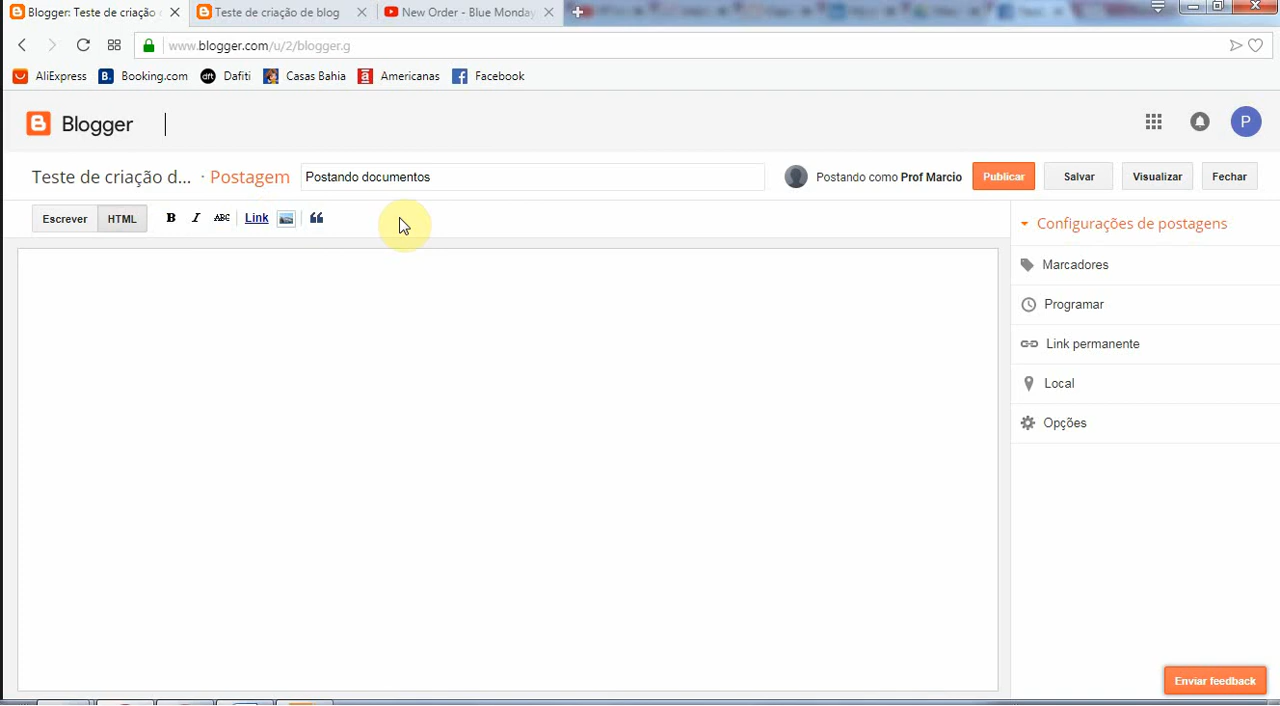 Blogger: Teste de criação
Teste de criação de blog
New Order - Blue Monday
www.blogger.com/u/2/blogger.g
AliExpress
Booking.com
Dafiti
Casas Bahia
Americanas
Facebook
Blogger
P
Teste de criação d... · Postagem
Postando documentos
Postando como Prof Marcio
Publicar
Salvar
Visualizar
Fechar
Escrever
HTML
B
I
ABC
Link
Configurações de postagens
Marcadores
Programar
Link permanente
Local
Opções
Enviar feedback